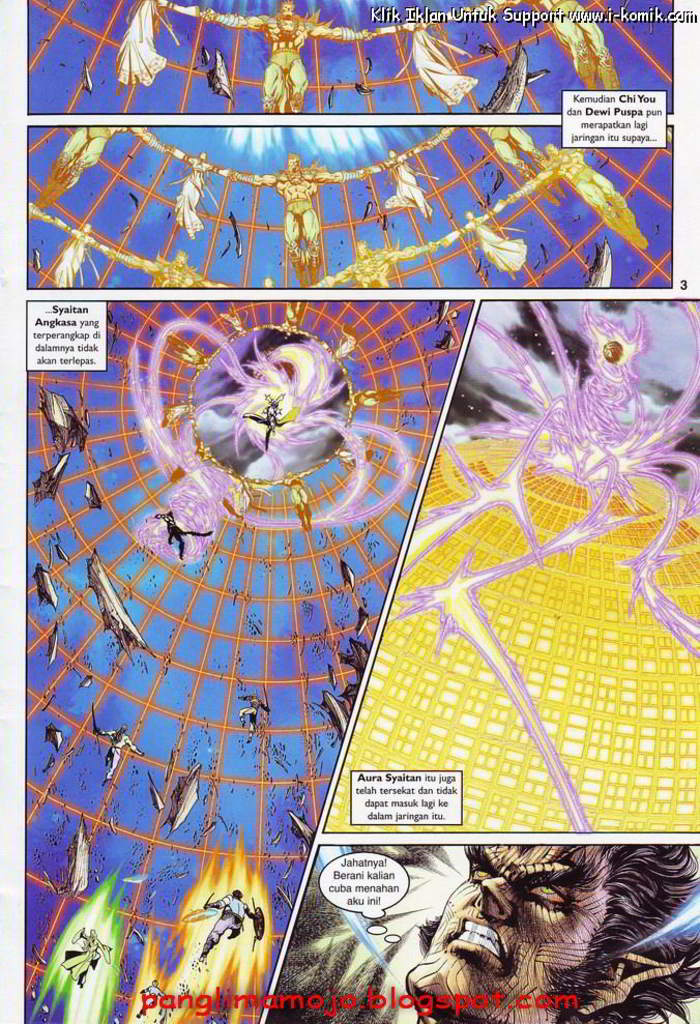 Klik Iklan Untuk Support www.i-komik.com
Kemudian Chi You
dan Dewi Puspa pun
merapatkan lagi
jaringan itu supaya...
3
...Syaitan
Angkasa yang
terperangkap di
dalamnya tidak
akan terlepas.
Aura Syaitan itu juga
telah tersekat dan tidak
dapat masuk lagi ke
dalam jaringan itu.
Jahatnya!
Berani kalian
cuba menahan
aku ini!
panglimamojo.blogspot.com